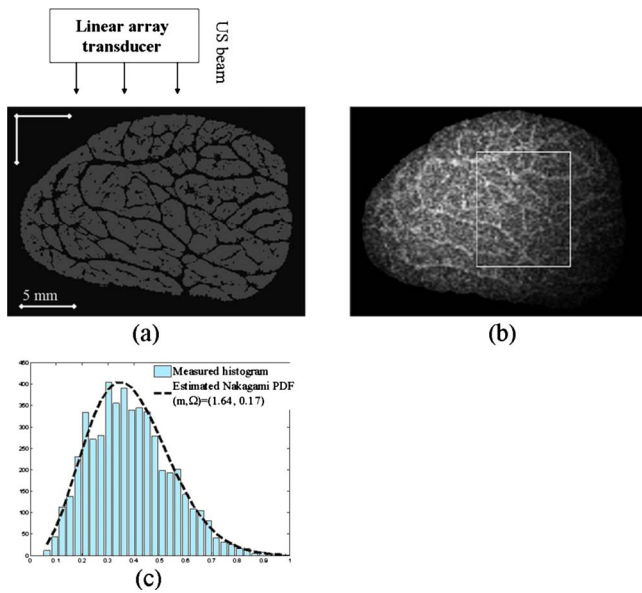 Linear array
transducer
US beam
5 mm
(a)
(b)
Measured histogram
Estimated Nakagami PDF
(m,Ω)=(1.64, 0.17)
450
400
350
300
250
200
150
100
50
0
0 0.1 0.2 0.3 0.4 0.5 0.6 0.7 0.8 0.9 1
(c)